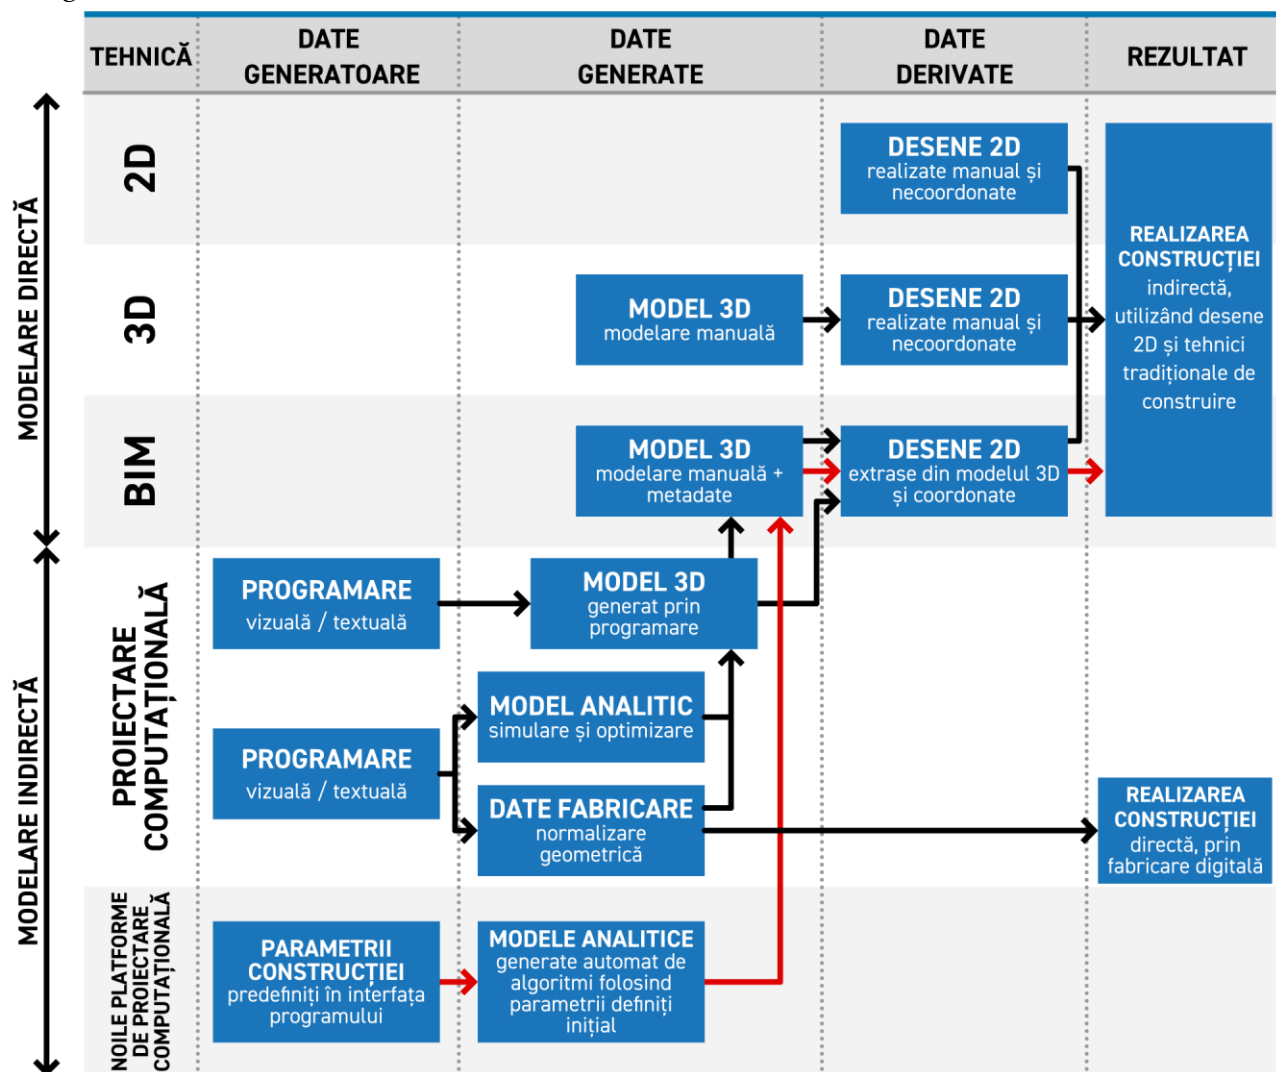 TEHNICĂ
DATE
GENERATOARE
DATE
GENERATE
DATE
DERIVATE
REZULTAT
MODELARE DIRECTĂ
2D
DESENE 2D
realizate manual și
necoordonate
3D
MODEL 3D
modelare manuală
DESENE 2D
realizate manual și
necoordonate
BIM
MODEL 3D
modelare manuală +
metadate
DESENE 2D
extrase din modelul 3D
și coordonate
REALIZAREA
CONSTRUCȚIEI
indirectă,
utilizând desene
2D și tehnici
tradiționale de
construire
MODELARE INDIRECTĂ
PROIECTARE
COMPUTAȚIONALĂ
PROGRAMARE
vizuală / textuală
MODEL 3D
generat prin
programare
PROGRAMARE
vizuală / textuală
MODEL ANALITIC
simulare și optimizare
DATE FABRICARE
normalizare
geometrică
REALIZAREA
CONSTRUCȚIEI
directă, prin
fabricare digitală
NOILE PLATFORME
DE PROIECTARE
COMPUTAȚIONALĂ
PARAMETRII
CONSTRUCȚIEI
predefiniți în interfața
programului
MODELE ANALITICE
generate automat de
algoritmi folosind
parametrii definiți
inițial